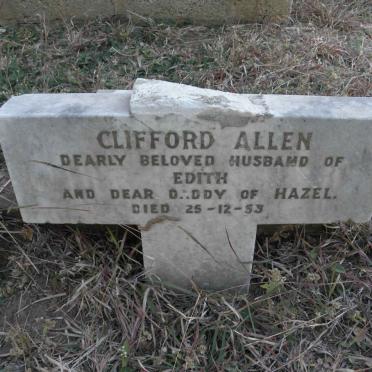 CLIFFORD ALLEN
DEARLY BELOVED HUSBAND OF
EDITH
AND DEAR DADDY OF HAZEL.
DIED 25-12-53